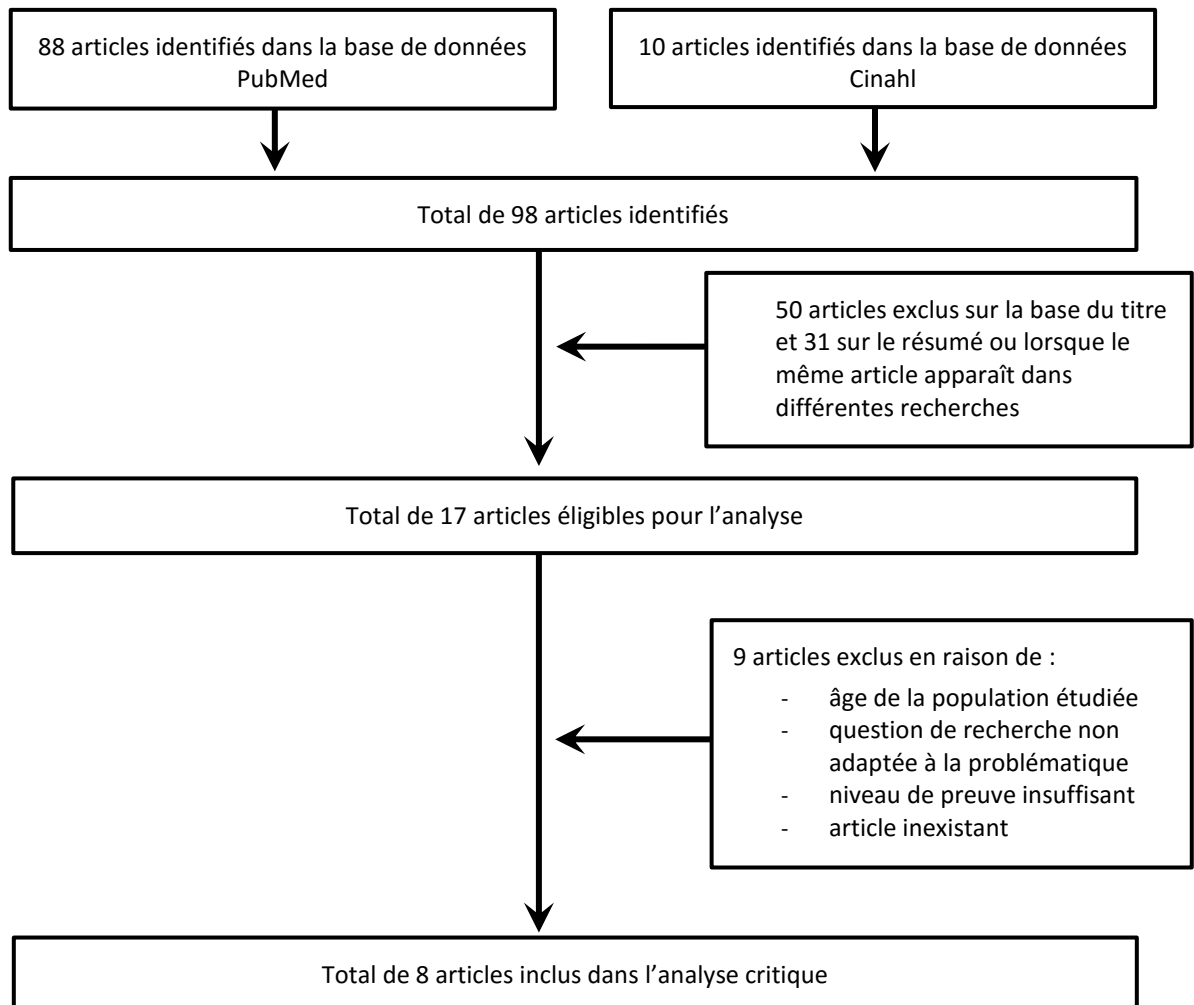 88 articles identifiés dans la base de données
PubMed
10 articles identifiés dans la base de données
Cinahl
Total de 98 articles identifiés
50 articles exclus sur la base du titre
et 31 sur le résumé ou lorsque le
même article apparaît dans
différentes recherches
Total de 17 articles éligibles pour l’analyse
9 articles exclus en raison de :
- âge de la population étudiée
- question de recherche non
adaptée à la problématique
- niveau de preuve insuffisant
- article inexistant
Total de 8 articles inclus dans l’analyse critique